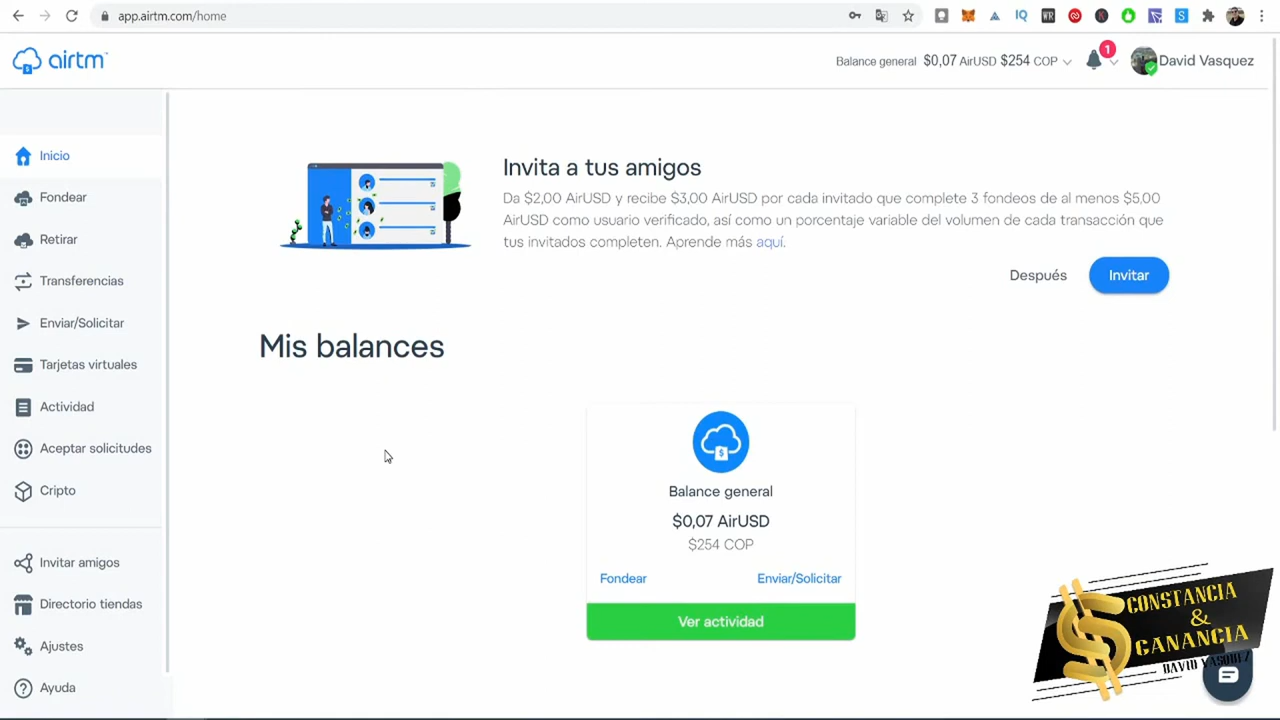 app.airtm.com/home
airtm
Balance general $0,07 AirUSD $254 COP
1
David Vasquez
Inicio
Fondear
Retirar
Transferencias
Enviar/Solicitar
Tarjetas virtuales
Actividad
Aceptar solicitudes
Cripto
Invitar amigos
Directorio tiendas
Ajustes
Ayuda
Invita a tus amigos
Da $2,00 AirUSD y recibe $3,00 AirUSD por cada invitado que complete 3 fondeos de al menos $5,00
AirUSD como usuario verificado, así como un porcentaje variable del volumen de cada transacción que
tus invitados completen. Aprende más aquí.
Después
Invitar
Mis balances
Balance general
$0,07 AirUSD
$254 COP
Fondear
Enviar/Solicitar
Ver actividad
CONSTANCIA
&
GANANCIA
DAVID VASQUEZ